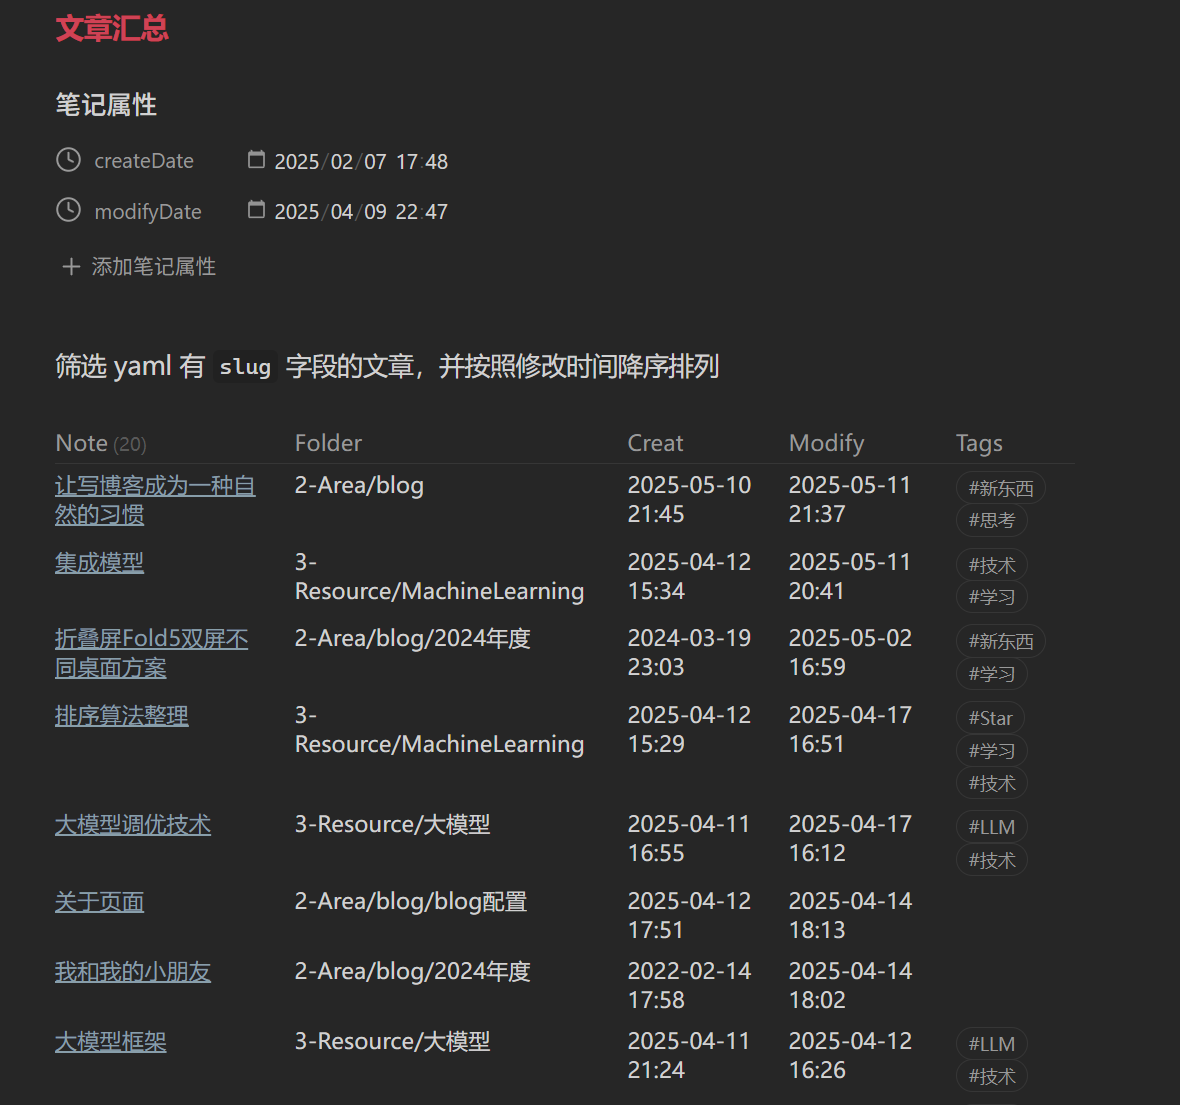 文章汇总
笔记属性
createDate 2025/02/07 17:48
modifyDate 2025/04/09 22:47
添加笔记属性
筛选 yaml 有 slug 字段的文章，并按照修改时间降序排列
Note (20) Folder Creat Modify Tags
让写博客成为一种自 2-Area/blog 2025-05-10 2025-05-11 #新东西
然的习惯 21:45 21:37 #思考
集成模型 3- 2025-04-12 2025-05-11 #技术
Resource/MachineLearning 15:34 20:41 #学习
折叠屏Fold5双屏不 2-Area/blog/2024年度 2024-03-19 2025-05-02 #新东西
同桌面方案 23:03 16:59 #学习
排序算法整理 3- 2025-04-12 2025-04-17 #Star
Resource/MachineLearning 15:29 16:51 #学习
#技术
大模型调优技术 3-Resource/大模型 2025-04-11 2025-04-17 #LLM
16:55 16:12 #技术
关于页面 2-Area/blog/blog配置 2025-04-12 2025-04-14
17:51 18:13
我和我的小朋友 2-Area/blog/2024年度 2022-02-14 2025-04-14
17:58 18:02
大模型框架 3-Resource/大模型 2025-04-11 2025-04-12 #LLM
21:24 16:26 #技术